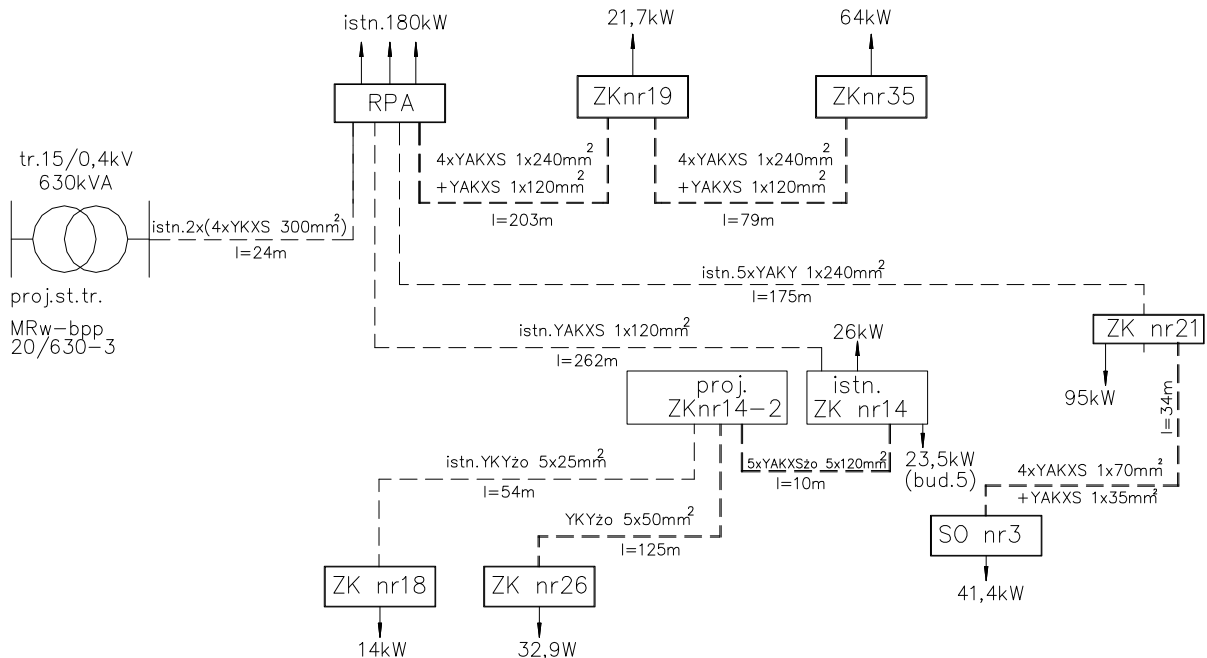 istn.180kW
21,7kW
64kW
RPA
ZKnr19
ZKnr35
tr.15/0,4kV
630kVA
4xYAKXS 1x240mm²
+YAKXS 1x120mm²
l=203m
4xYAKXS 1x240mm²
+YAKXS 1x120mm²
l=79m
istn.2x(4xYKXS 300mm²)
l=24m
proj.st.tr.
MRw-bpp
20/630-3
istn.5xYAKY 1x240mm²
l=175m
ZK nr21
istn.YAKXS 1x120mm²
l=262m
26kW
95kW
l=34m
proj.
ZKnr14-2
istn.
ZK nr14
istn.YKYżo 5x25mm²
l=54m
5xYAKXSżo 5x120mm²
l=10m
23,5kW
(bud.5)
4xYAKXS 1x70mm²
+YAKXS 1x35mm²
YKYżo 5x50mm²
l=125m
SO nr3
41,4kW
ZK nr18
ZK nr26
14kW
32,9W